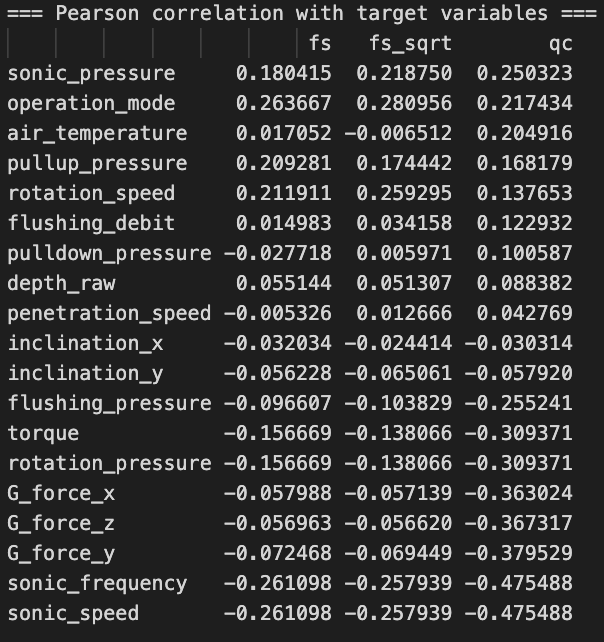 === Pearson correlation with target variables ===
fs fs_sqrt qc
sonic_pressure 0.180415 0.218750 0.250323
operation_mode 0.263667 0.280956 0.217434
air_temperature 0.017052 -0.006512 0.204916
pullup_pressure 0.209281 0.174442 0.168179
rotation_speed 0.211911 0.259295 0.137653
flushing_debit 0.014983 0.034158 0.122932
pulldown_pressure -0.027718 0.005971 0.100587
depth_raw 0.055144 0.051307 0.088382
penetration_speed -0.005326 0.012666 0.042769
inclination_x -0.032034 -0.024414 -0.030314
inclination_y -0.056228 -0.065061 -0.057920
flushing_pressure -0.096607 -0.103829 -0.255241
torque -0.156669 -0.138066 -0.309371
rotation_pressure -0.156669 -0.138066 -0.309371
G_force_x -0.057988 -0.057139 -0.363024
G_force_z -0.056963 -0.056620 -0.367317
G_force_y -0.072468 -0.069449 -0.379529
sonic_frequency -0.261098 -0.257939 -0.475488
sonic_speed -0.261098 -0.257939 -0.475488